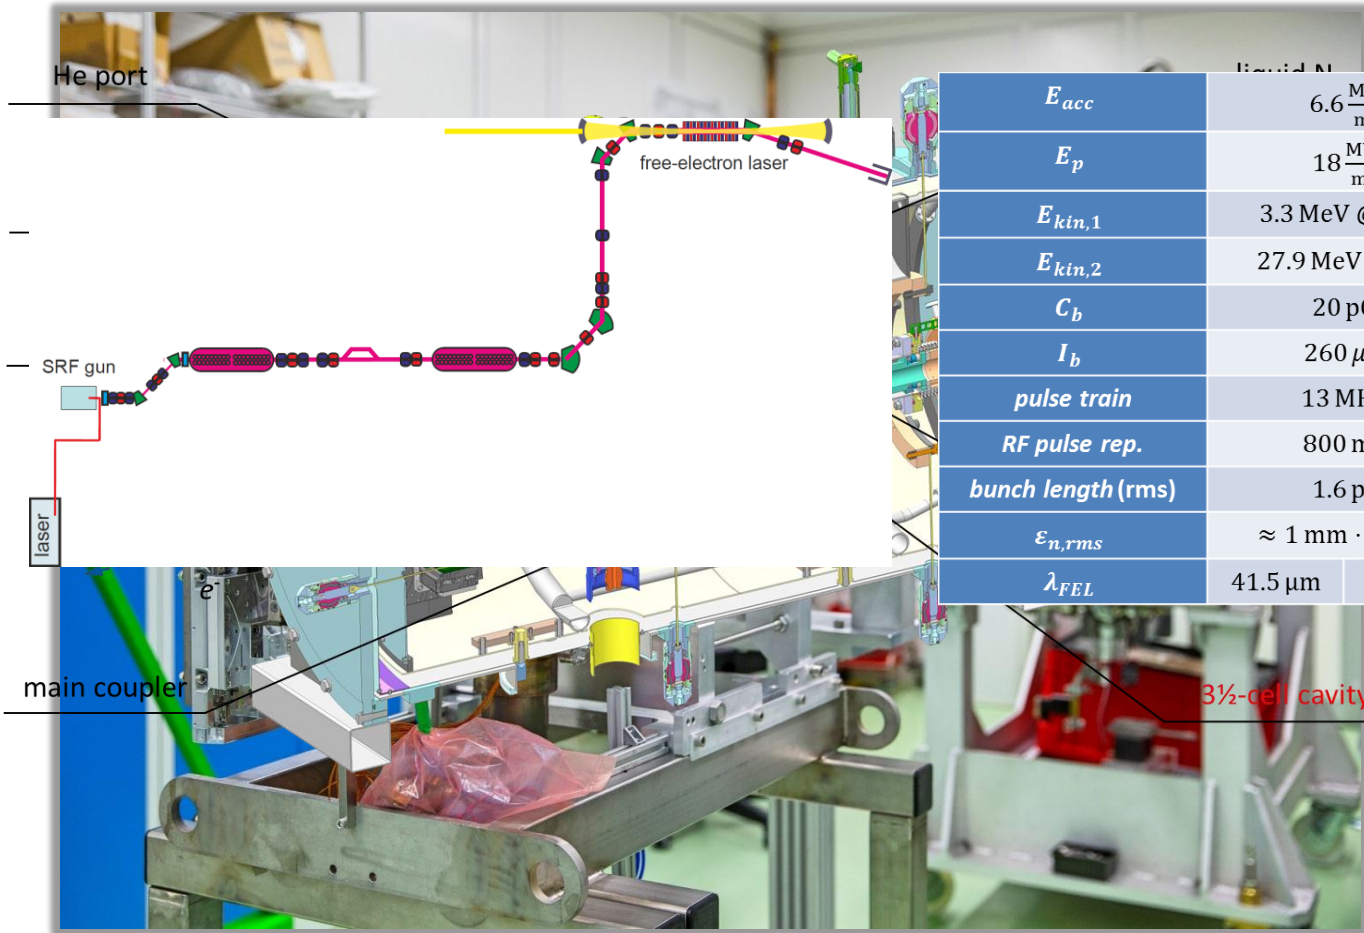 He port
liquid N
free-electron laser
SRF gun
laser
e-
main coupler
3½-cell cavity
E_acc 6.6
E_p 18
E_kin,1 3.3 MeV @
E_kin,2 27.9 MeV
C_b 20 p
I_b 260 μ
pulse train 13 MH
RF pulse rep. 800 m
bunch length (rms) 1.6 p
ε_n,rms ≈ 1 mm ·
λ_FEL 41.5 μm